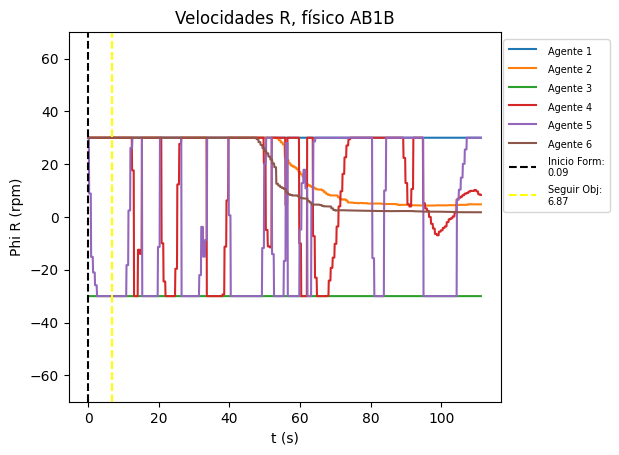 Velocidades R, físico AB1B
Phi R (rpm)
60
40
20
0
−20
−40
−60
0
20
40
60
80
100
t (s)
Agente 1
Agente 2
Agente 3
Agente 4
Agente 5
Agente 6
Inicio Form:
0.09
Seguir Obj:
6.87